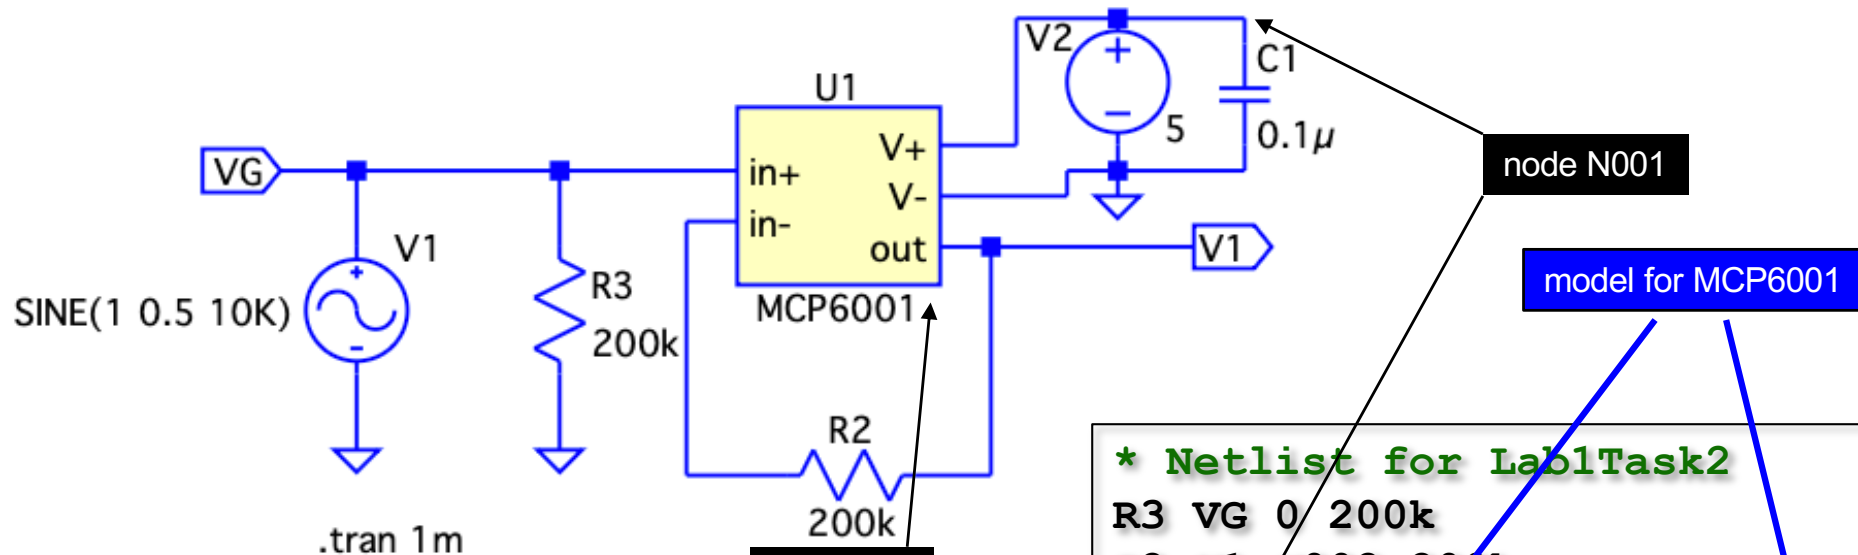 V2
C1
5
0.1µ
U1
V+
in+
V-
in-
out
MCP6001
VG
V1
SINE(1 0.5 10K)
R3
200k
R2
200k
V1
.tran 1m
node N001
model for MCP6001
* Netlist for Lab1Task2
R3 VG 0 200k